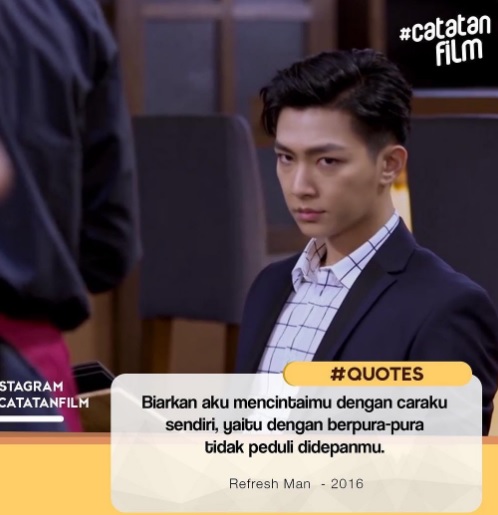 #catatan
film
STAGRAM
CATATANFILM
#QUOTES
Biarkan aku mencintaimu dengan caraku
sendiri, yaitu dengan berpura-pura
tidak peduli didepanmu.
Refresh Man - 2016